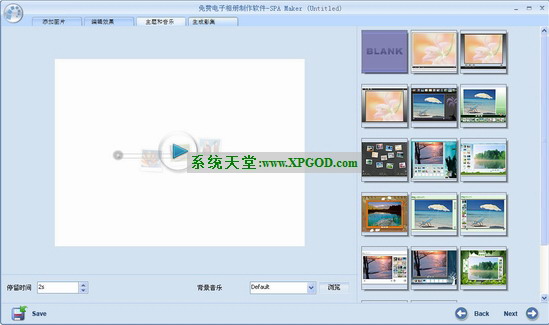 免费电子相册制作软件-SPA Maker (Untitled)
添加图片 编辑效果 主题和音乐 生成影集
BLANK
系统天堂:www.XPGOD.com
停留时间 2s 背景音乐 Default 浏览
Save Back Next